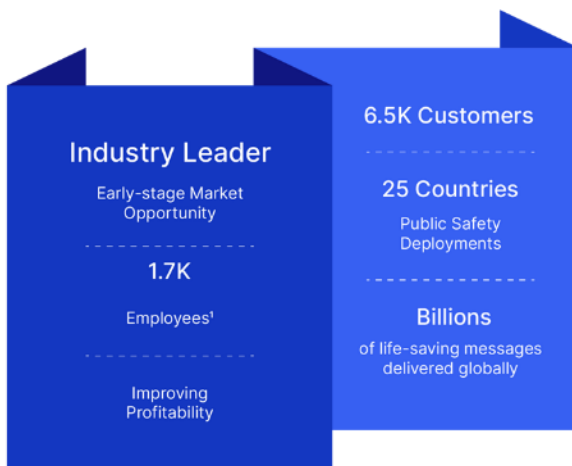 Industry Leader
Early-stage Market
Opportunity
1.7K
Employees¹
Improving
Profitability
6.5K Customers
25 Countries
Public Safety
Deployments
Billions
of life-saving messages
delivered globally